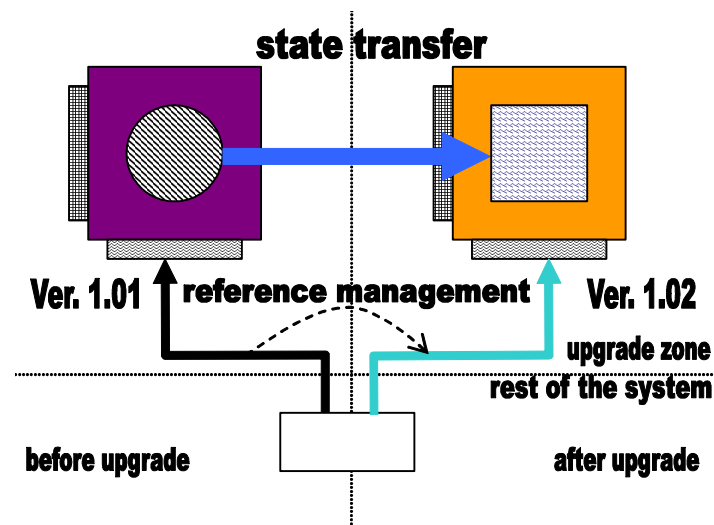 state transfer
Ver. 1.01
reference management
Ver. 1.02
upgrade zone
rest of the system
before upgrade
after upgrade